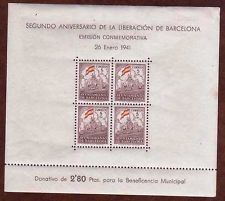 SEGUNDO ANIVERSARIO DE LA LIBERACIÓN DE BARCELONA
EMISIÓN CONMEMORATIVA
26 Enero 1941
Donativo de 2'80 Ptas. para la Beneficencia Municipal